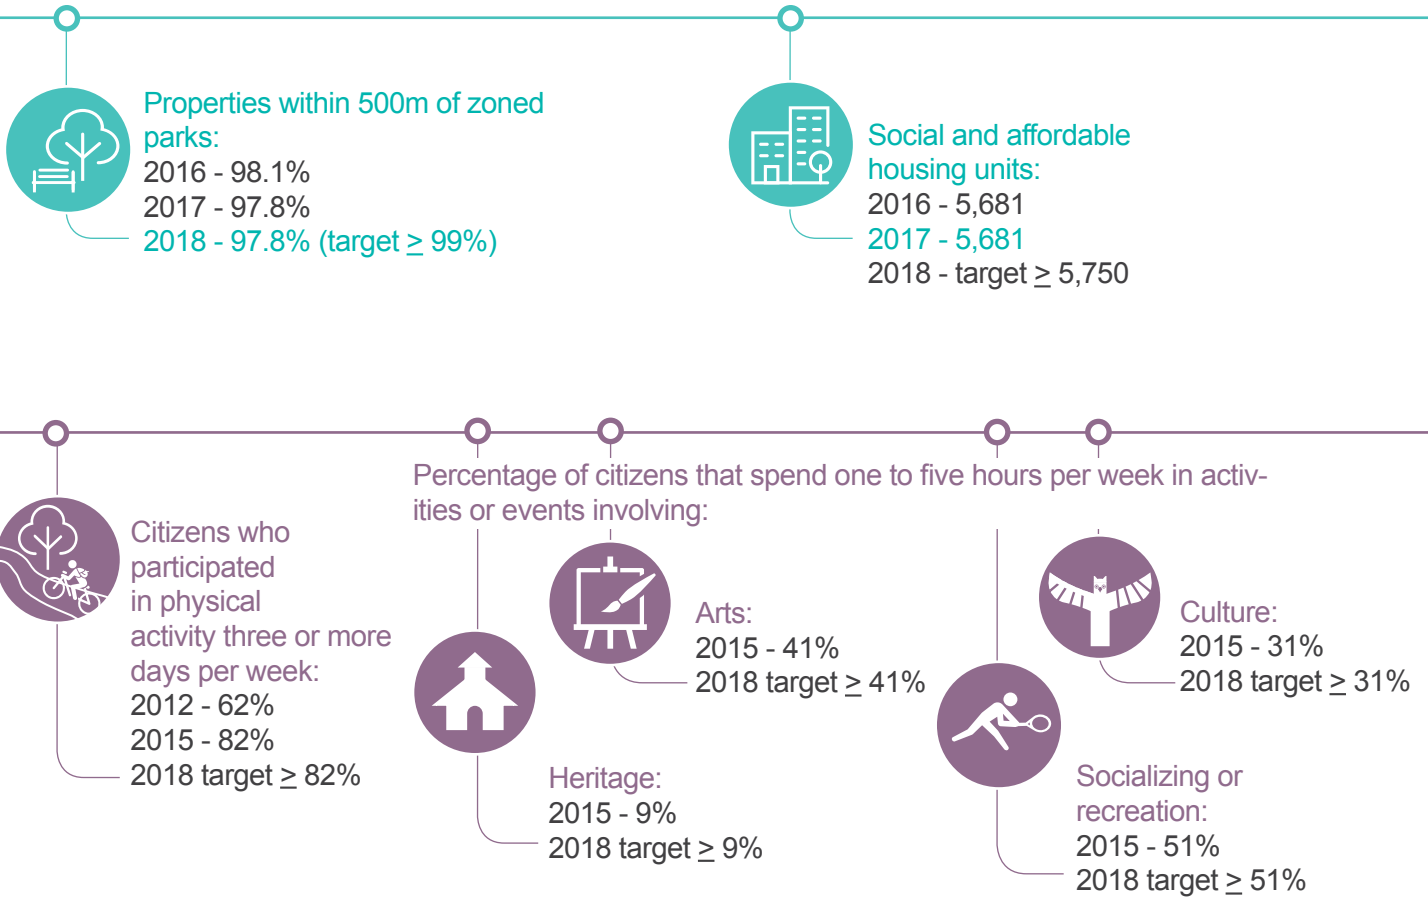 Properties within 500m of zoned
parks:
2016 - 98.1%
2017 - 97.8%
2018 - 97.8% (target ≥ 99%)
Social and affordable
housing units:
2016 - 5,681
2017 - 5,681
2018 - target ≥ 5,750
Citizens who
participated
in physical
activity three or more
days per week:
2012 - 62%
2015 - 82%
2018 target ≥ 82%
Percentage of citizens that spend one to five hours per week in activ-
ities or events involving:
Heritage:
2015 - 9%
2018 target ≥ 9%
Arts:
2015 - 41%
2018 target ≥ 41%
Socializing or
recreation:
2015 - 51%
2018 target ≥ 51%
Culture:
2015 - 31%
2018 target ≥ 31%